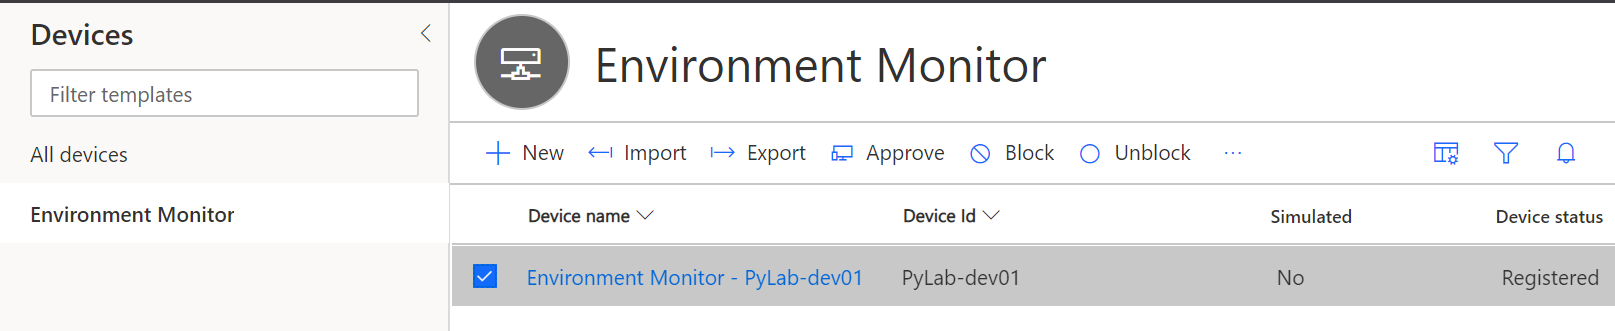 Devices
Filter templates
All devices
Environment Monitor
Environment Monitor
New Import Export Approve Block Unblock ...
Device name Device Id Simulated Device status
Environment Monitor - PyLab-dev01 PyLab-dev01 No Registered